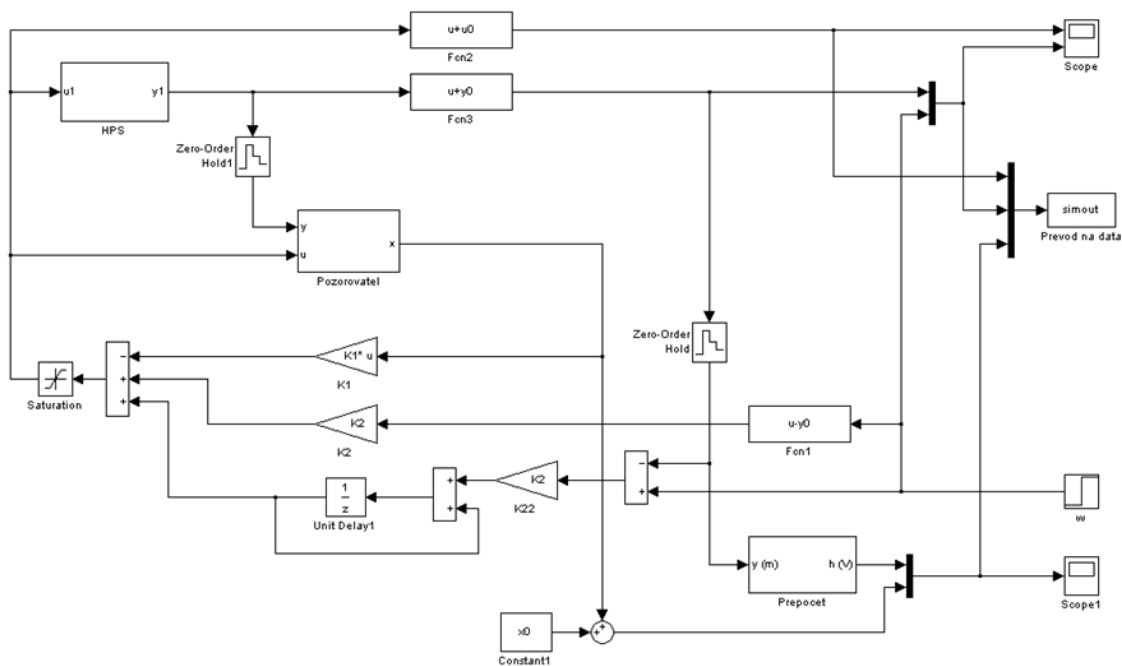 u+u0
Fcn2
Scope
u1
y1
HPS
u+y0
Fcn3
Zero-Order
Hold1
y
u
x
Pozorovatel
simout
Prevod na data
Zero-Order
Hold
−
+
+
Saturation
K1* u
K1
K2
K2
u-y0
Fcn1
−
+
K2
K22
+
+
1
z
Unit Delay1
w
y (m)
h (V)
Prepocet
Scope1
x0
Constant1
+
+